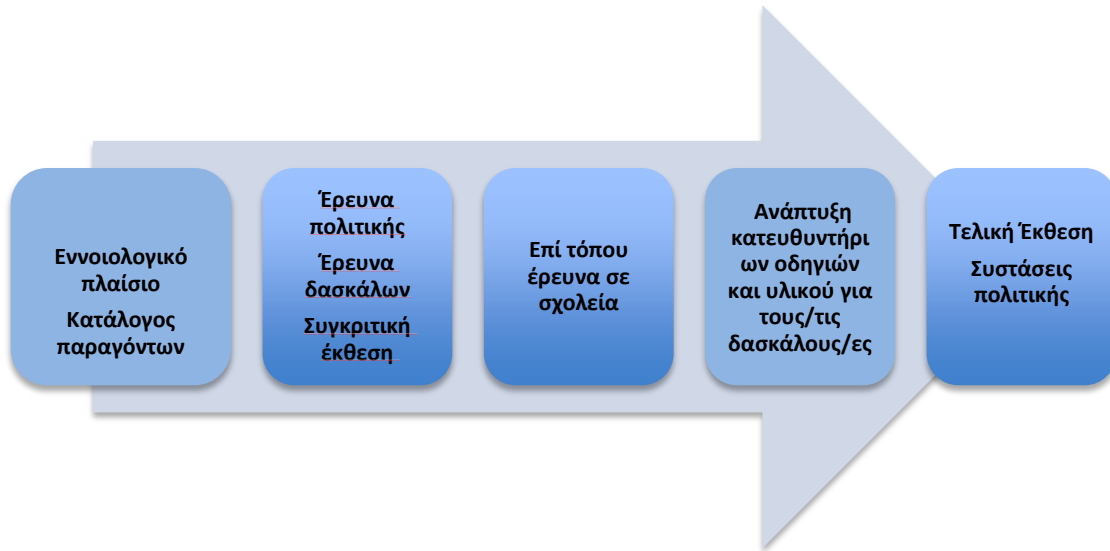 Εννοιολογικό
πλαίσιο
Κατάλογος
παραγόντων
Έρευνα
πολιτικής
Έρευνα
δασκάλων
Συγκριτική
έκθεση
Επί τόπου
έρευνα σε
σχολεία
Ανάπτυξη
κατευθυντήρι
ων οδηγιών
και υλικού για
τους/τις
δασκάλους/ες
Τελική Έκθεση
Συστάσεις
πολιτικής